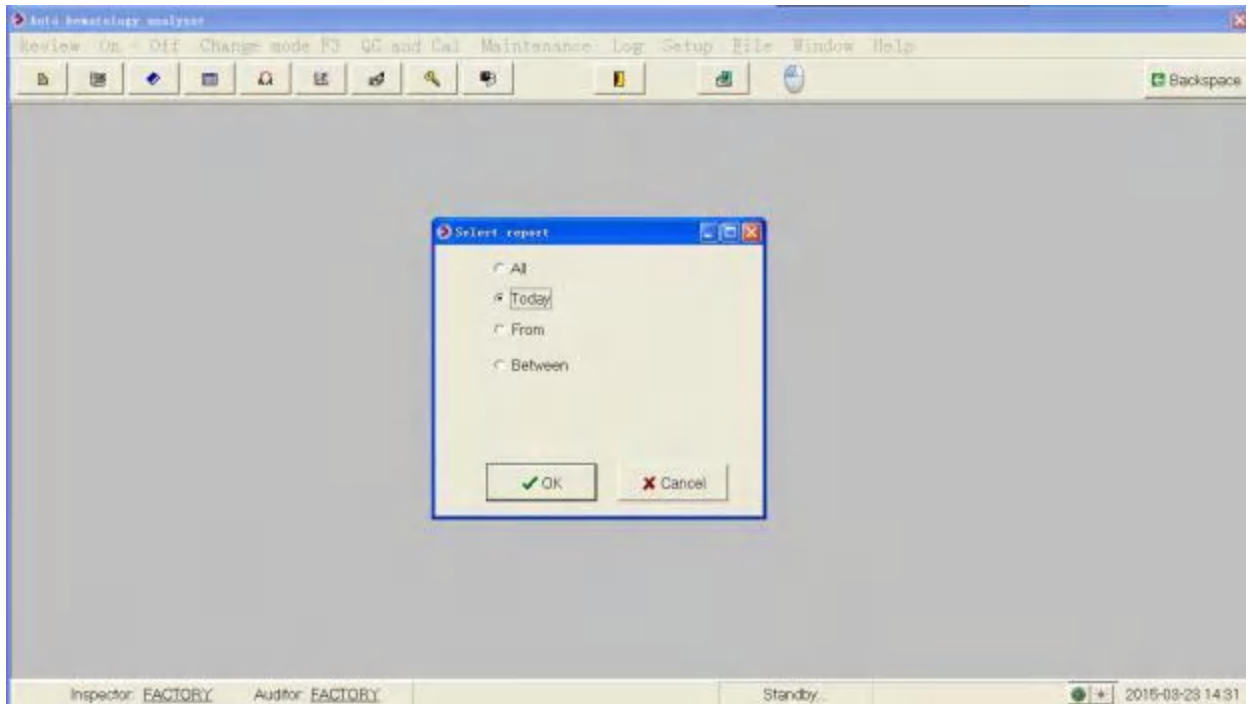 Auto hematology analyzer
Review On - Off Change mode F3 QC and Cal Maintenance Log Setup File Window Help
Backspace
Select report
All
Today
From
Between
OK Cancel
Inspector: FACTORY Auditor: FACTORY Standby... 2015-03-23 14:31